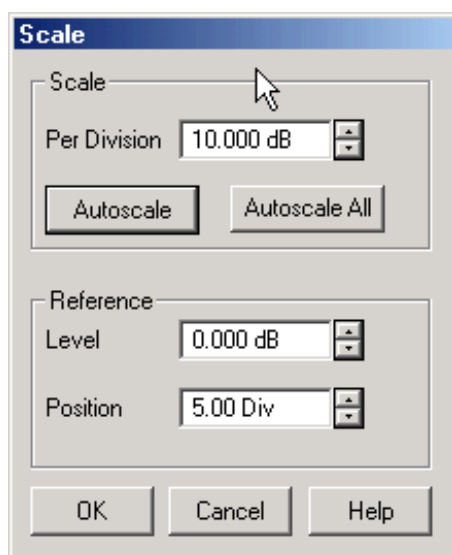 Scale
Scale
Per Division 10.000 dB
Autoscale Autoscale All
Reference
Level 0.000 dB
Position 5.00 Div
OK Cancel Help